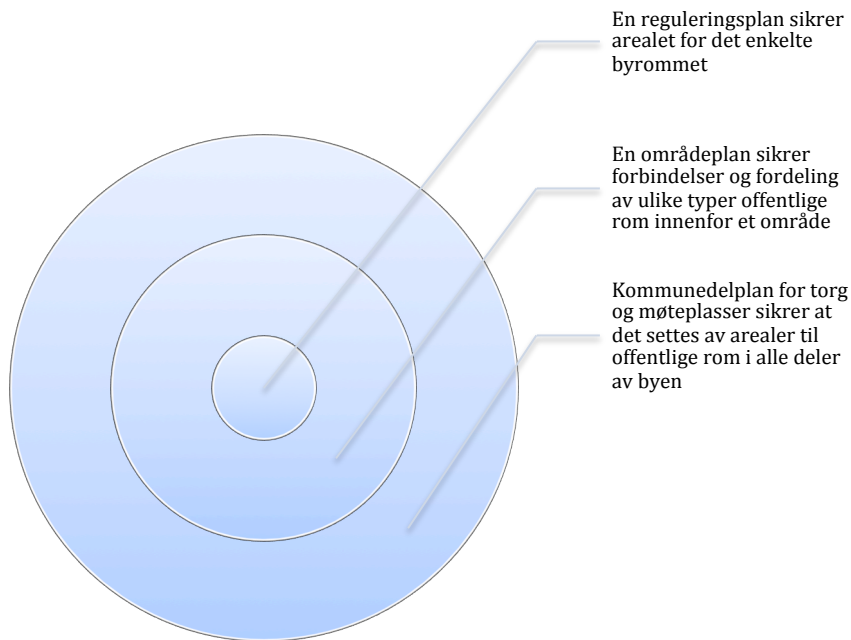 En reguleringsplan sikrer
arealet for det enkelte
byrommet
En områdeplan sikrer
forbindelser og fordeling
av ulike typer offentlige
rom innenfor et område
Kommunedelplan for torg
og møteplasser sikrer at
det settes av arealer til
offentlige rom i alle deler
av byen